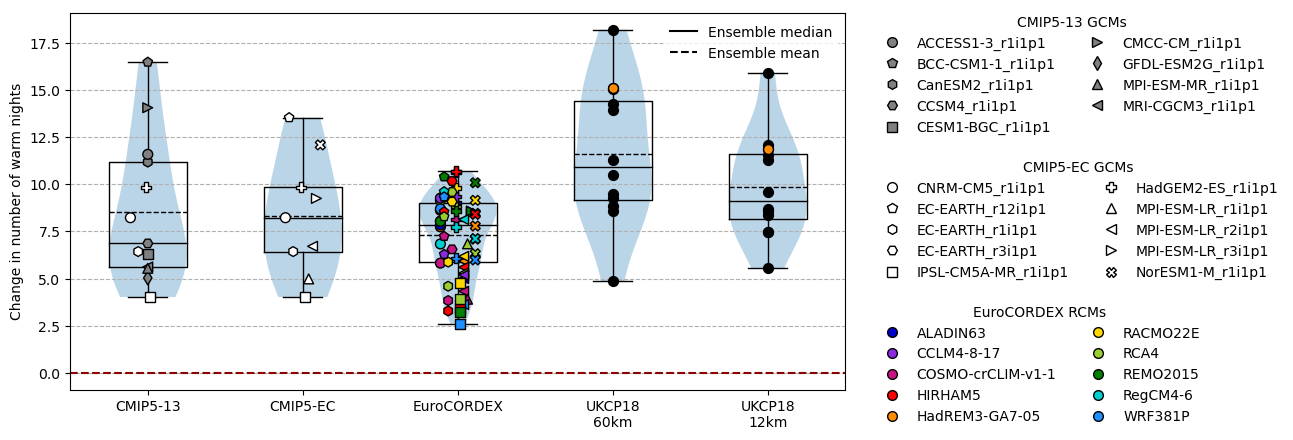 Change in number of warm nights
17.5
15.0
12.5
10.0
7.5
5.0
2.5
0.0
Ensemble median
Ensemble mean
CMIP5-13
CMIP5-EC
EuroCORDEX
UKCP18
60km
UKCP18
12km
CMIP5-13 GCMs
ACCESS1-3_r1i1p1
BCC-CSM1-1_r1i1p1
CanESM2_r1i1p1
CCSM4_r1i1p1
CESM1-BGC_r1i1p1
CMCC-CM_r1i1p1
GFDL-ESM2G_r1i1p1
MPI-ESM-MR_r1i1p1
MRI-CGCM3_r1i1p1
CMIP5-EC GCMs
CNRM-CM5_r1i1p1
EC-EARTH_r12i1p1
EC-EARTH_r1i1p1
EC-EARTH_r3i1p1
IPSL-CM5A-MR_r1i1p1
HadGEM2-ES_r1i1p1
MPI-ESM-LR_r1i1p1
MPI-ESM-LR_r2i1p1
MPI-ESM-LR_r3i1p1
NorESM1-M_r1i1p1
EuroCORDEX RCMs
ALADIN63
CCLM4-8-17
COSMO-crCLIM-v1-1
HIRHAM5
HadREM3-GA7-05
RACMO22E
RCA4
REMO2015
RegCM4-6
WRF381P